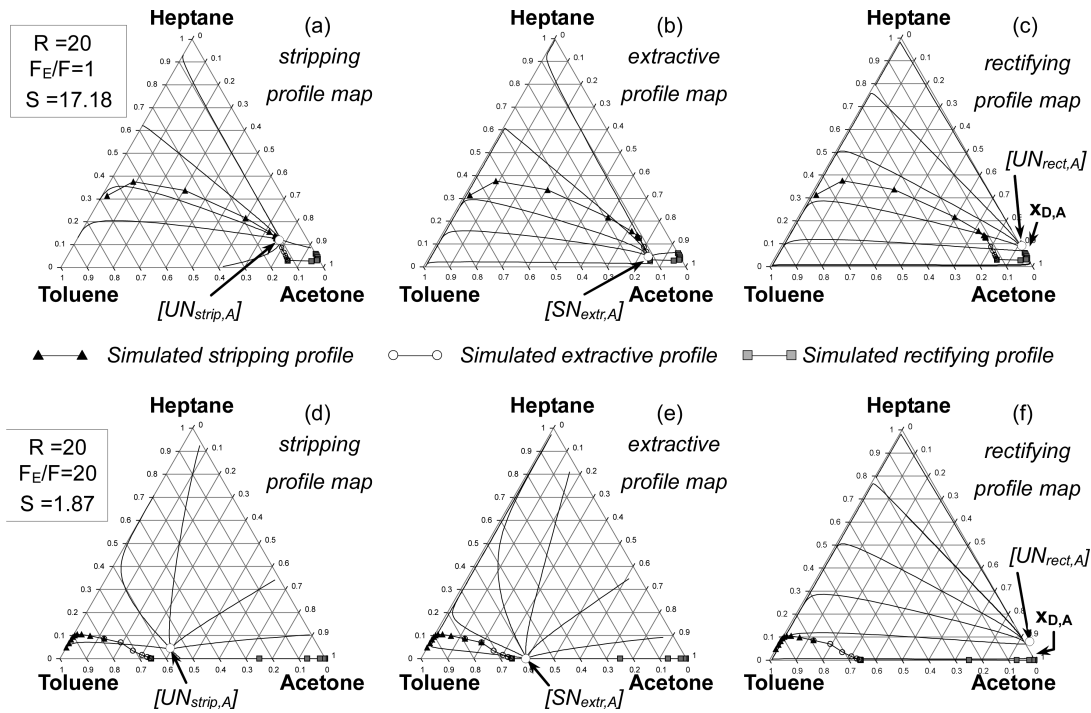 Heptane
(a)
stripping
profile map
R =20
F_E/F=1
S =17.18
Toluene
Acetone
[UN_strip,A]
Heptane
(b)
extractive
profile map
Toluene
Acetone
[SN_extr,A]
Heptane
(c)
rectifying
profile map
[UN_rect,A]
x_D,A
Toluene
Acetone
Simulated stripping profile
Simulated extractive profile
Simulated rectifying profile
Heptane
(d)
stripping
profile map
R =20
F_E/F=20
S =1.87
Toluene
Acetone
[UN_strip,A]
Heptane
(e)
extractive
profile map
Toluene
Acetone
[SN_extr,A]
Heptane
(f)
rectifying
profile map
[UN_rect,A]
x_D,A
Toluene
Acetone